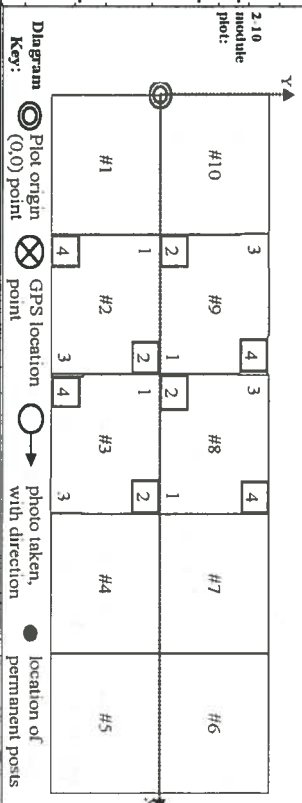 Y
2-10
module
plot:
3 4 3 4
#10 #9 #8 #7 #6
2 1 2 1
1 2 1 2
#1 #2 #3 #4 #5
4 3 4 3
Diagram
Key:
Plot origin
(0,0) point
GPS location
point
photo taken,
with direction
location of
permanent posts